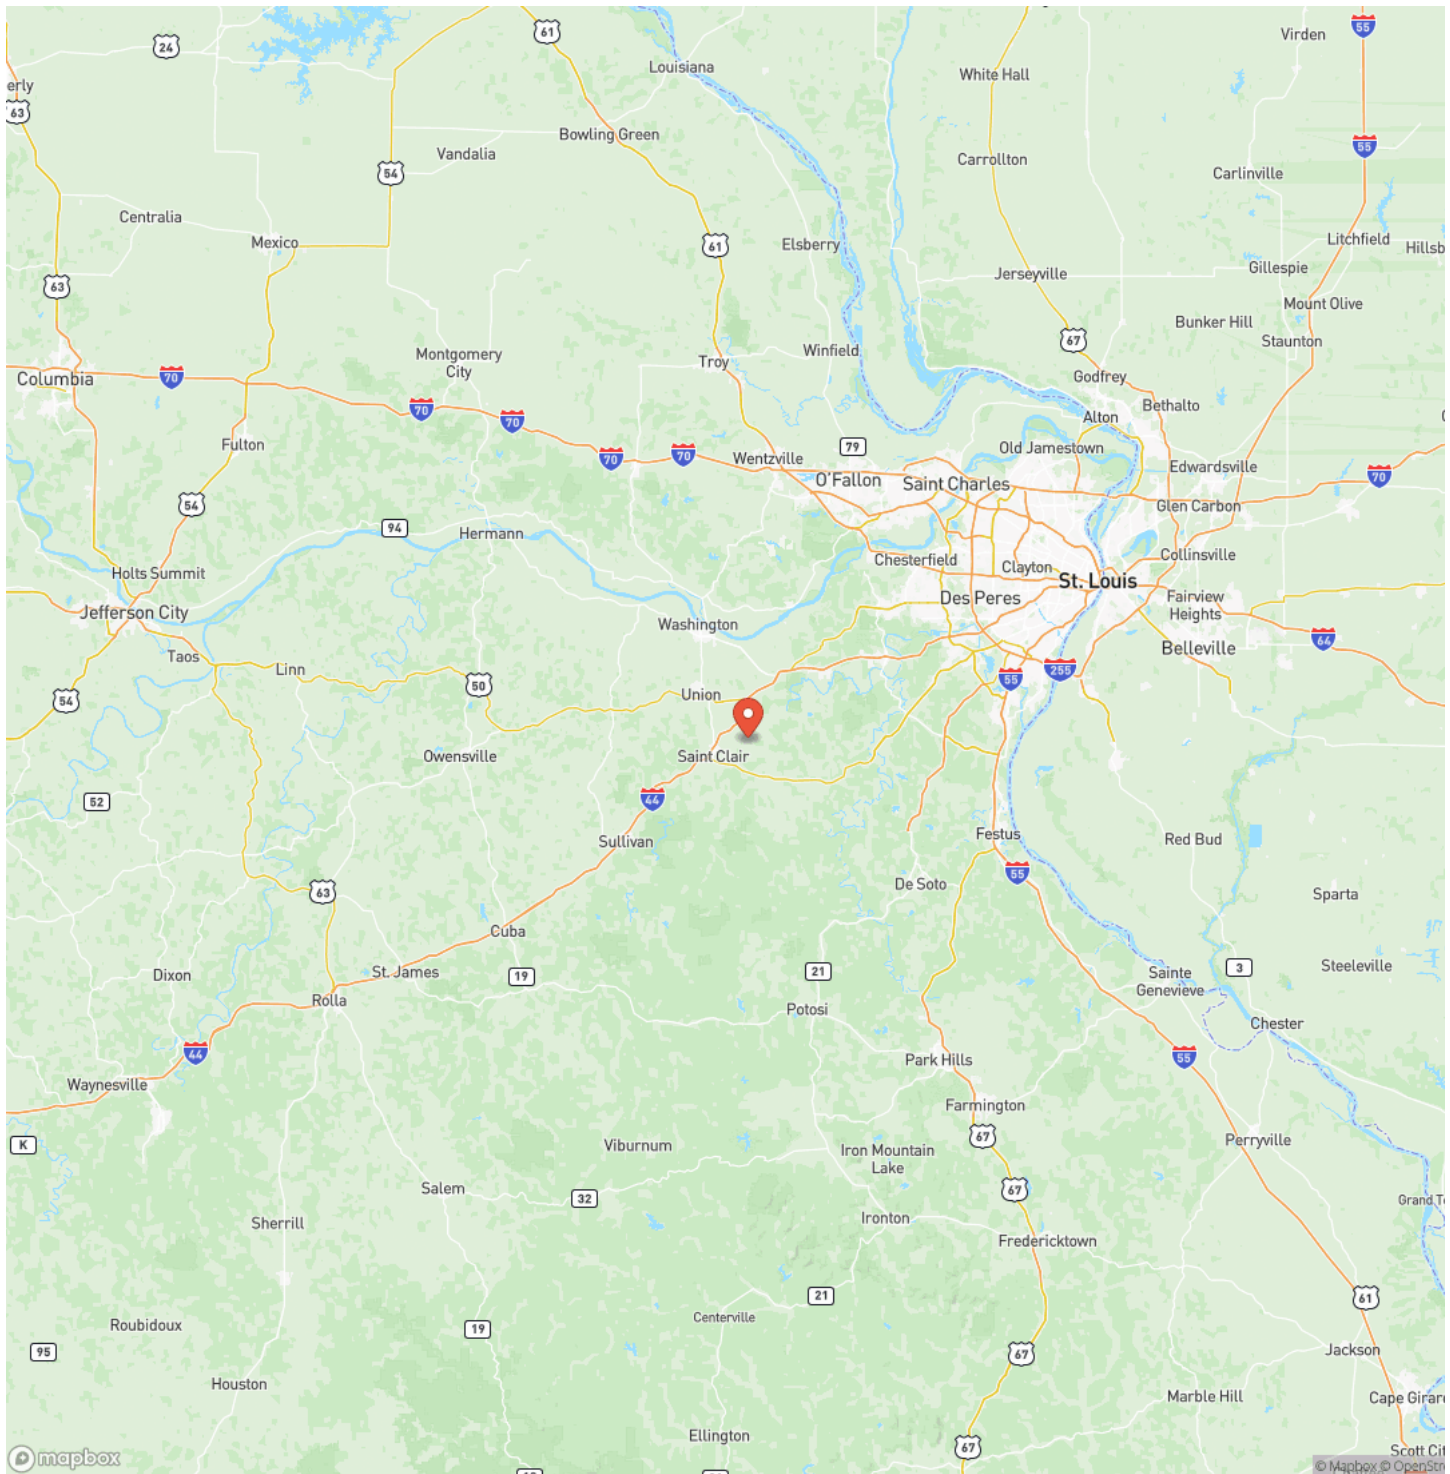 61
55
24
Virden
Louisiana
White Hall
erly
63
Bowling Green
55
Vandalia
Carrollton
54
Carlinville
Centralia
Mexico
61
Elsberry
Litchfield
Hillsb
Jerseyville
Gillespie
63
Mount Olive
Bunker Hill
67
Staunton
Montgomery
City
Troy
Winfield
Columbia
70
Godfrey
70
Bethalto
70
Alton
Fulton
79
Old Jamestown
70
70
Wentzville
Edwardsville
O'Fallon
Saint Charles
70
54
Glen Carbon
94
Hermann
Collinsville
Chesterfield
Clayton
Holts Summit
St. Louis
Des Peres
Fairview
Heights
Jefferson City
Washington
64
Taos
Belleville
Linn
255
55
50
54
Union
Owensville
Saint Clair
52
44
Sullivan
Festus
Red Bud
55
De Soto
63
Sparta
Cuba
Dixon
St. James
19
21
3
Steeleville
Sainte
Genevieve
Rolla
Potosi
Chester
44
Park Hills
55
Waynesville
Farmington
K
67
Viburnum
Iron Mountain
Lake
Perryville
Salem
32
67
Grand T
Sherrill
Ironton
Fredericktown
21
61
Centerville
Roubidoux
19
95
67
Jackson
Houston
Marble Hill
Cape Girar
Ellington
67
Scott Cit
mapbox
© Mapbox © OpenStr